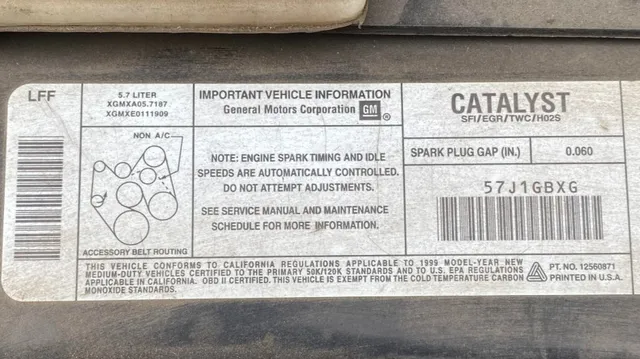 LFF
5.7 LITER
XGMXA05.7187
XGMXE0111909
NON A/C
ACCESSORY BELT ROUTING
IMPORTANT VEHICLE INFORMATION
General Motors Corporation GM ®
NOTE: ENGINE SPARK TIMING AND IDLE
SPEEDS ARE AUTOMATICALLY CONTROLLED.
DO NOT ATTEMPT ADJUSTMENTS.
SEE SERVICE MANUAL AND MAINTENANCE
SCHEDULE FOR MORE INFORMATION.
CATALYST
SFI/EGR/TWC/HO2S
SPARK PLUG GAP (IN.) 0.060
57J1GBXG
THIS VEHICLE CONFORMS TO CALIFORNIA REGULATIONS APPLICABLE TO 1999 MODEL-YEAR NEW
MEDIUM-DUTY VEHICLES CERTIFIED TO THE PRIMARY 50K/120K STANDARDS AND TO U.S. EPA REGULATIONS
APPLICABLE IN CALIFORNIA. OBD II CERTIFIED. THIS VEHICLE IS EXEMPT FROM THE COLD TEMPERATURE CARBON
MONOXIDE STANDARDS.
PT. NO. 12560871
PRINTED IN U.S.A.